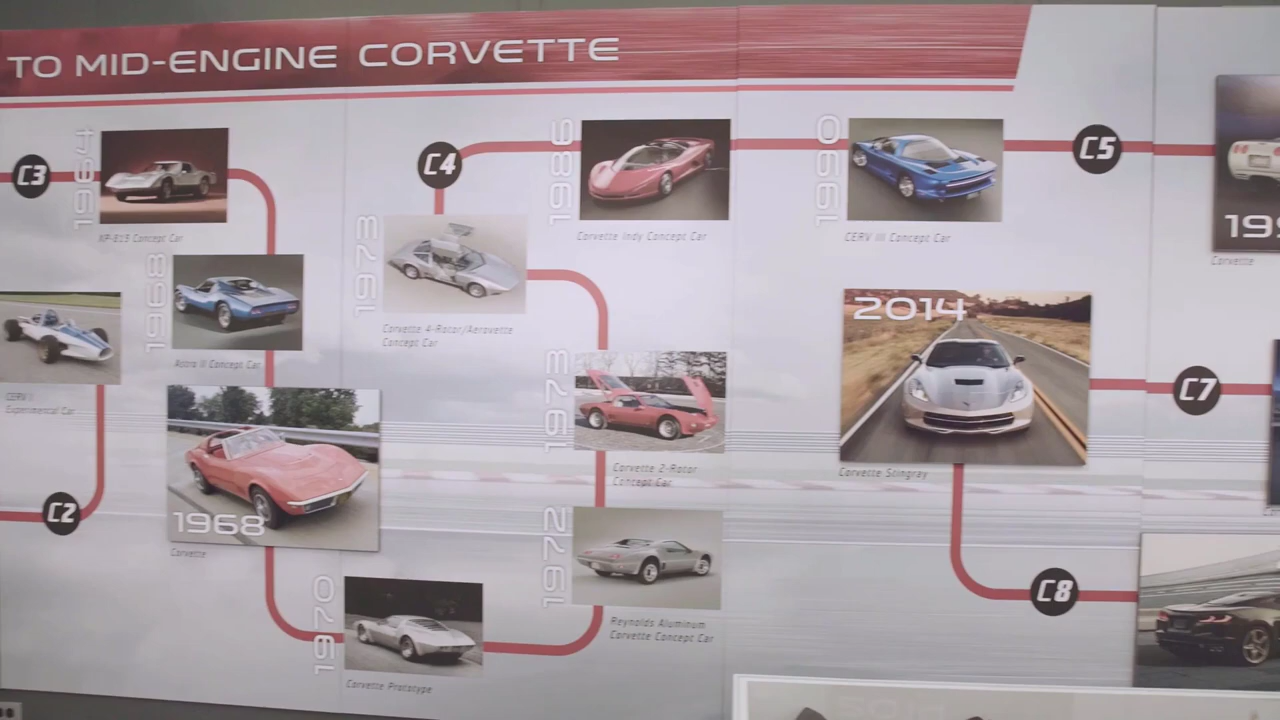 TO MID-ENGINE CORVETTE
C3
1964
XP-819 Concept Car
1968
Astro II Concept Car
CERV I
Experimental Car
C2
1968
Corvette
1970
Corvette Prototype
C4
1973
Corvette 4-Rotor/Aerovette
Concept Car
1986
Corvette Indy Concept Car
1973
Corvette 2-Rotor
Concept Car
1972
Reynolds Aluminum
Corvette Concept Car
1990
CERV III Concept Car
C5
Corvette
2014
Corvette Stingray
C7
C8